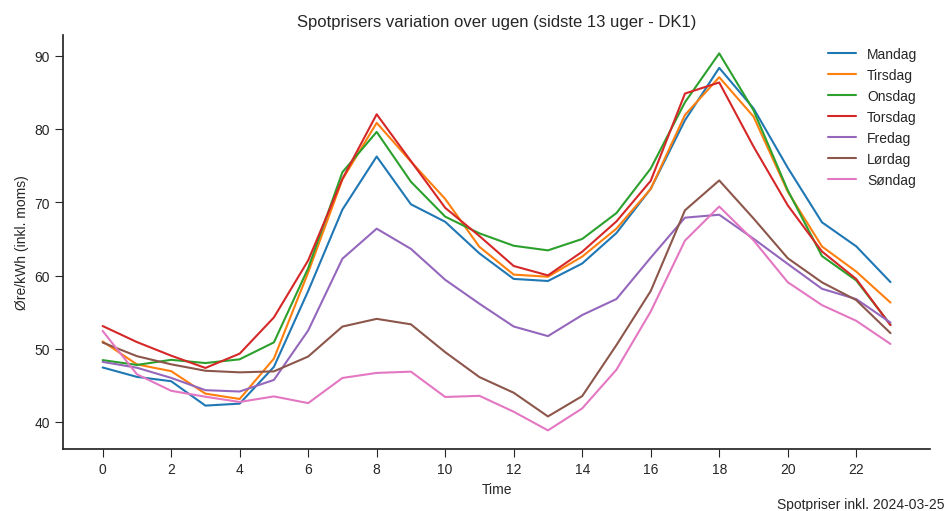 Spotprisers variation over ugen (sidste 13 uger - DK1)
Mandag
Tirsdag
Onsdag
Torsdag
Fredag
Lørdag
Søndag
Øre/kWh (inkl. moms)
90
80
70
60
50
40
0 2 4 6 8 10 12 14 16 18 20 22
Time
Spotpriser inkl. 2024-03-25